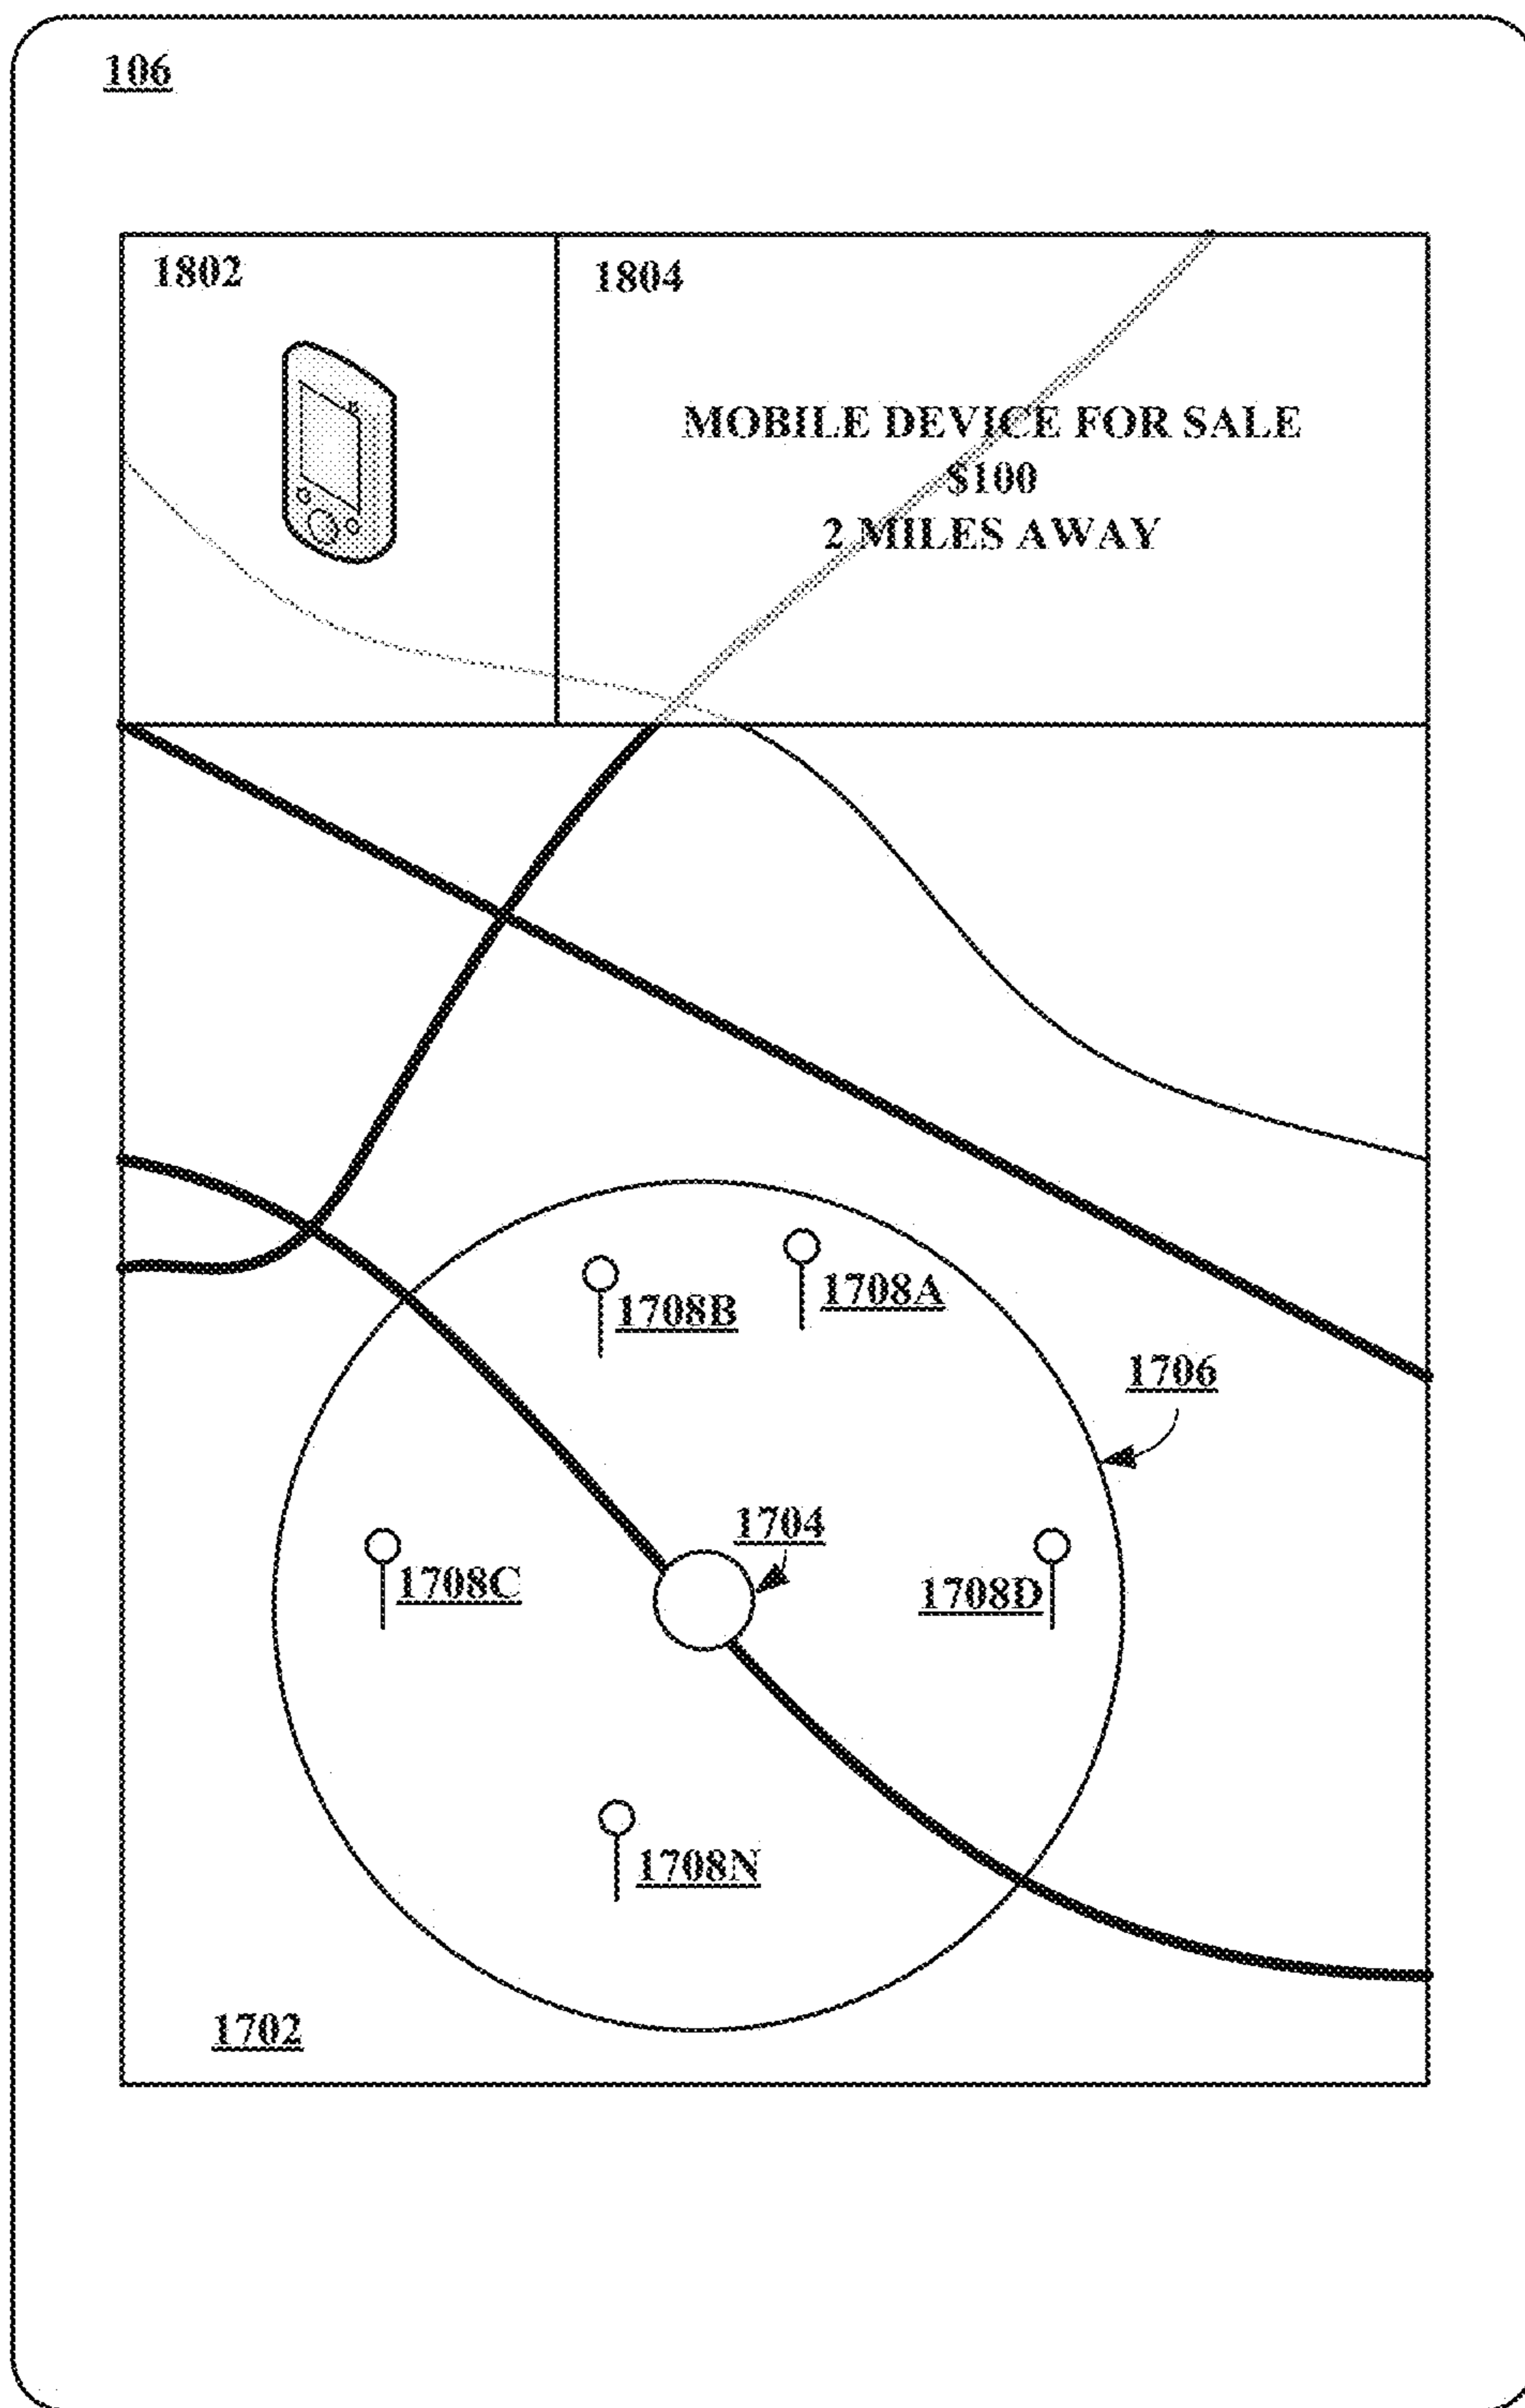 106
1802
1804
MOBILE DEVICE FOR SALE
$100
2 MILES AWAY
1708A
1708B
1706
1704
1708C
1708D
1708N
1702